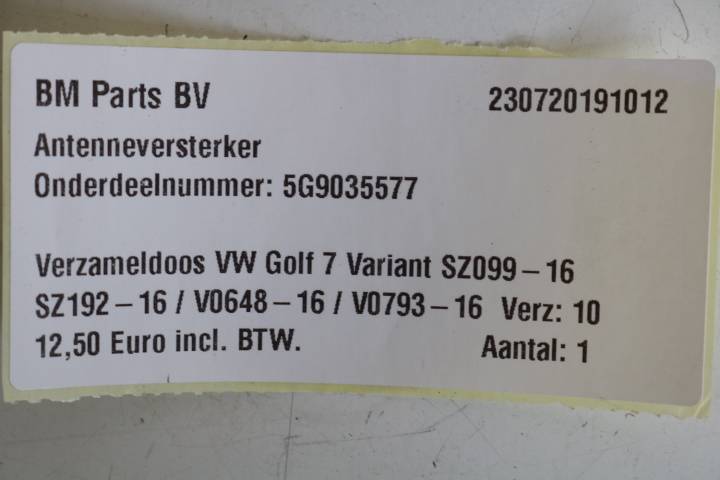 BM Parts BV 230720191012
Antenneversterker
Onderdeelnummer: 5G9035577
Verzameldoos VW Golf 7 Variant SZ099-16
SZ192-16 / V0648-16 / V0793-16 Verz: 10
12,50 Euro incl. BTW. Aantal: 1